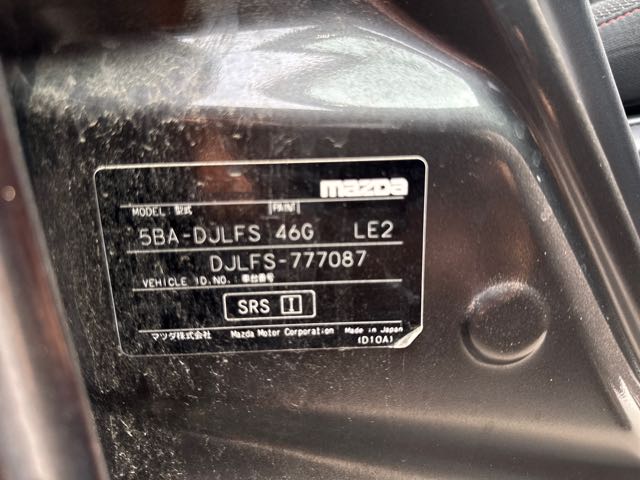 mazda
MODEL:型式 PAINT
5BA-DJLFS 46G LE2
DJLFS-777087
VEHICLE ID.NO.:車台番号
SRS I
マツダ株式会社 Mazda Motor Corporation Made in Japan
(D10A)